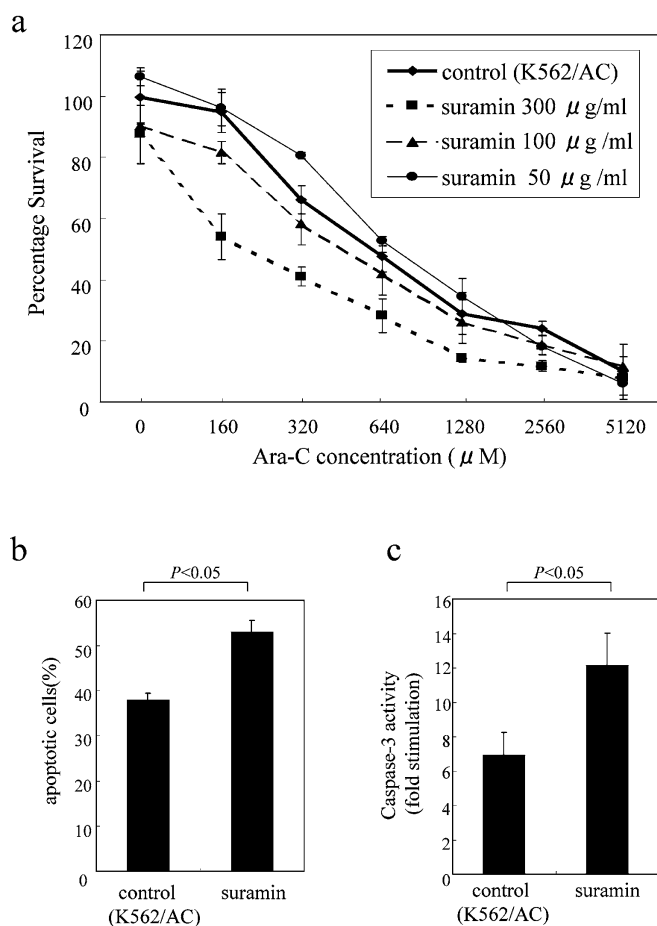 a
120
100
80
60
40
20
0
Percentage Survival
control (K562/AC)
suramin 300 μg/ml
suramin 100 μg/ml
suramin 50 μg/ml
0 160 320 640 1280 2560 5120
Ara-C concentration ( μ M)
b
P<0.05
60
50
40
30
20
10
0
apoptotic cells(%)
control
(K562/AC)
suramin
c
P<0.05
16
14
12
10
8
6
4
2
0
Caspase-3 activity
(fold stimulation)
control
(K562/AC)
suramin